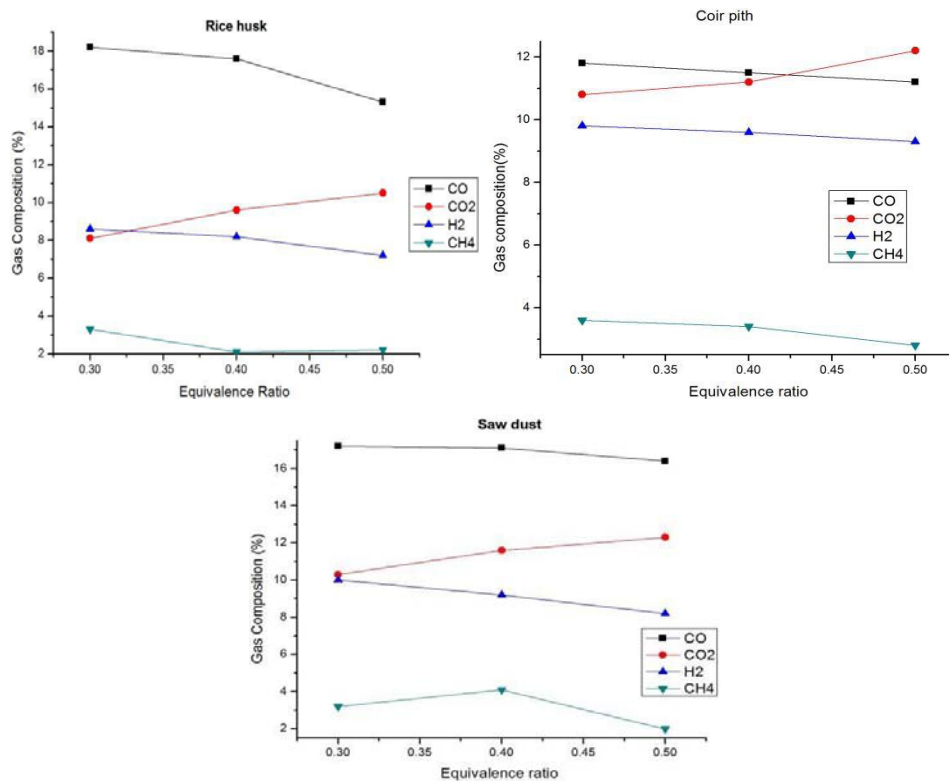 Rice husk
Gas Compostition (%)
18
16
14
12
10
8
6
4
2
CO
CO2
H2
CH4
0.30 0.35 0.40 0.45 0.50
Equivalence Ratio
Coir pith
Gas composition(%)
12
10
8
6
4
CO
CO2
H2
CH4
0.30 0.35 0.40 0.45 0.50
Equivalence ratio
Saw dust
Gas Composition (%)
16
14
12
10
8
6
4
2
CO
CO2
H2
CH4
0.30 0.35 0.40 0.45 0.50
Equivalence ratio